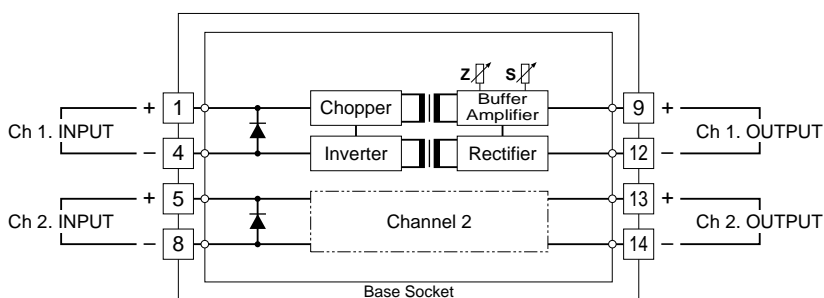 Z S
+ 1 Chopper Buffer Amplifier 9 +
Ch 1. INPUT Ch 1. OUTPUT
− 4 Inverter Rectifier 12 −
+ 5 13 +
Ch 2. INPUT Channel 2 Ch 2. OUTPUT
− 8 14 −
Base Socket